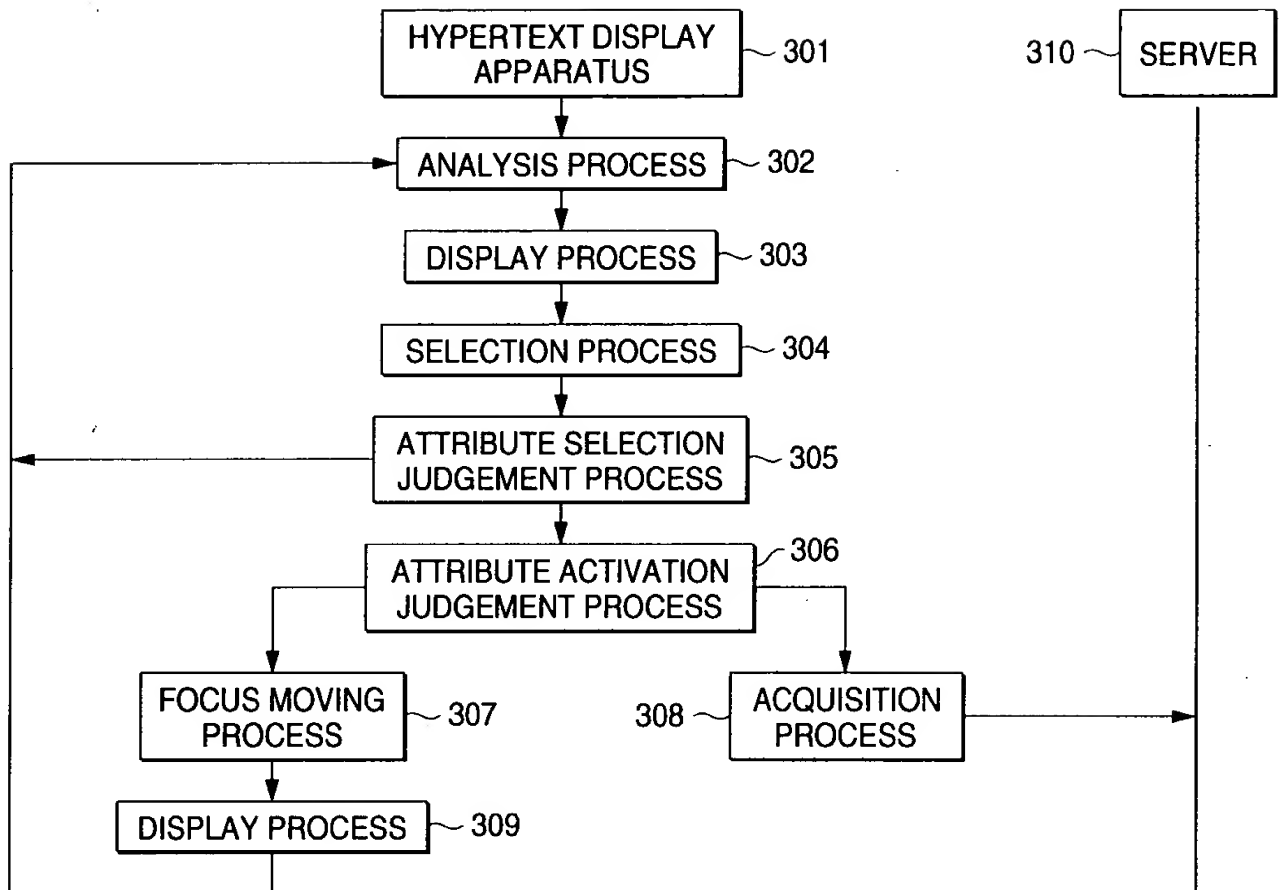 HYPERTEXT DISPLAY
APPARATUS
301
310
SERVER
ANALYSIS PROCESS
302
DISPLAY PROCESS
303
SELECTION PROCESS
304
ATTRIBUTE SELECTION
JUDGEMENT PROCESS
305
ATTRIBUTE ACTIVATION
JUDGEMENT PROCESS
306
FOCUS MOVING
PROCESS
307
308
ACQUISITION
PROCESS
DISPLAY PROCESS
309